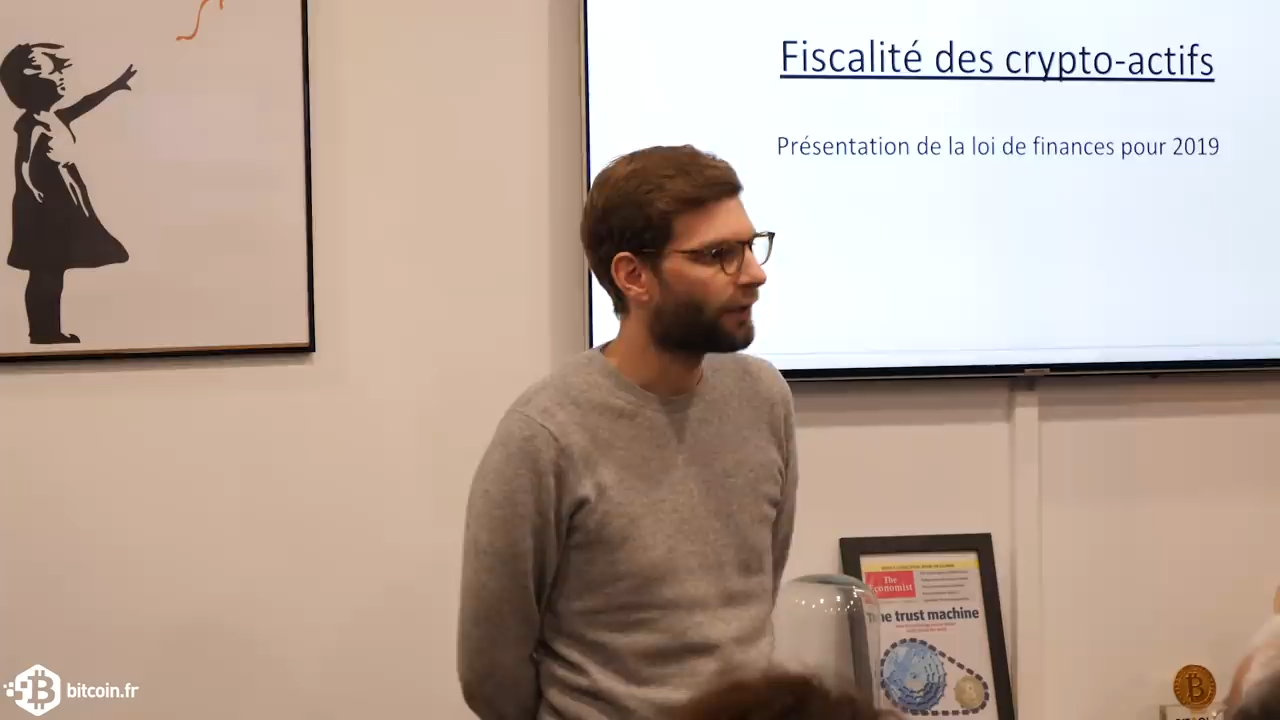 Fiscalité des crypto-actifs
Présentation de la loi de finances pour 2019
The
Economist
The trust machine
bitcoin.fr